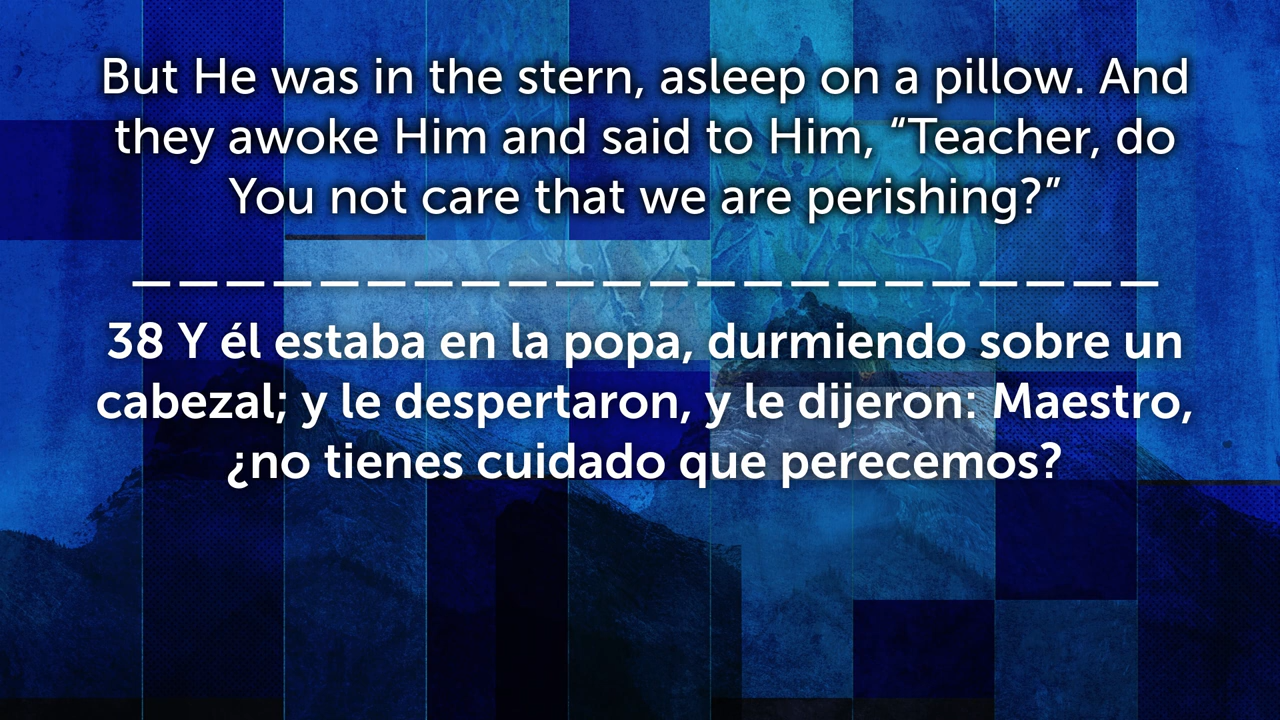 But He was in the stern, asleep on a pillow. And
they awoke Him and said to Him, “Teacher, do
You not care that we are perishing?”
______________________
38 Y él estaba en la popa, durmiendo sobre un
cabezal; y le despertaron, y le dijeron: Maestro,
¿no tienes cuidado que perecemos?